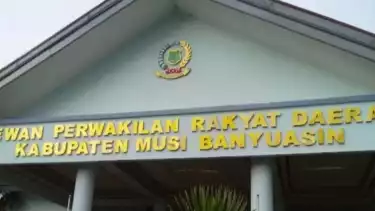 EWAN PERWAKILAN RAKYAT DAERA
KABUPATEN MUSI BANYUASIN